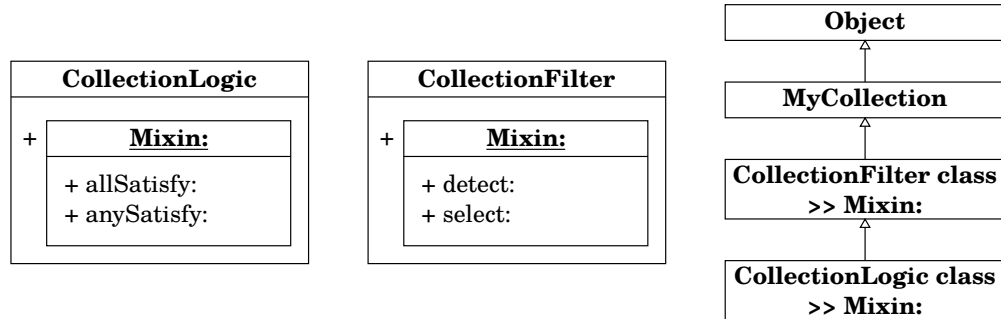 CollectionLogic
+ Mixin:
+ allSatisfy:
+ anySatisfy:
CollectionFilter
+ Mixin:
+ detect:
+ select:
Object
MyCollection
CollectionFilter class
>> Mixin:
CollectionLogic class
>> Mixin: